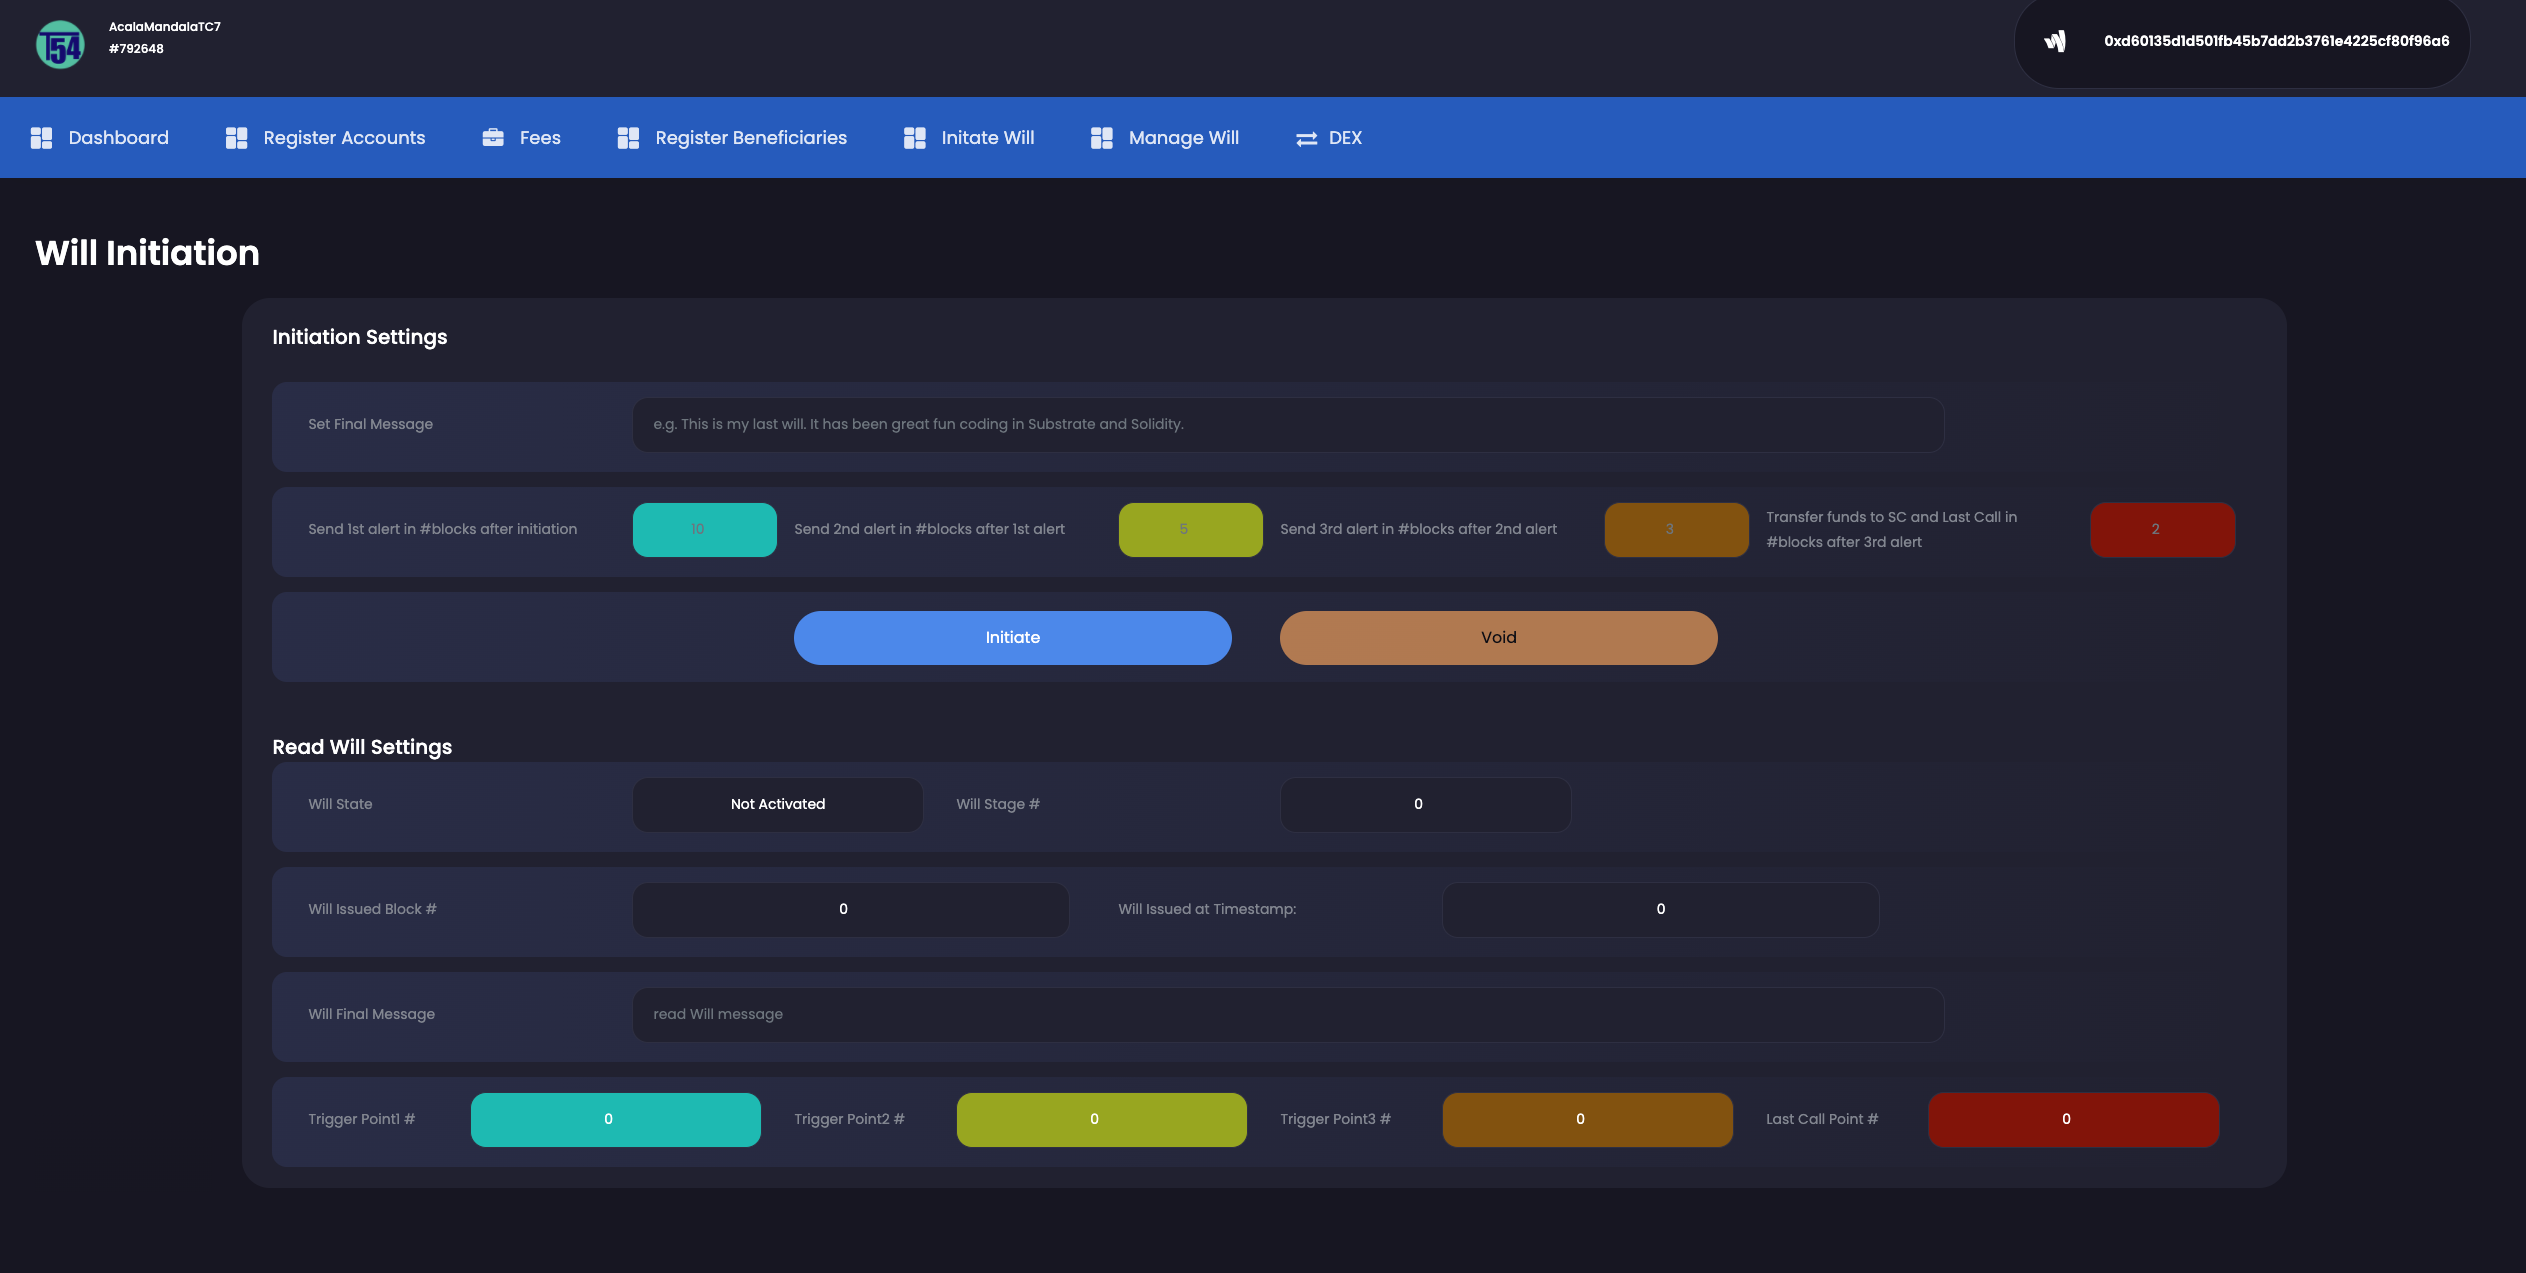 T54
AcalaMandalaTC7
#792648
0xd60135d1d501fb45b7dd2b3761e4225cf80f96a6
Dashboard
Register Accounts
Fees
Register Beneficiaries
Initate Will
Manage Will
DEX
Will Initiation
Initiation Settings
Set Final Message
e.g. This is my last will. It has been great fun coding in Substrate and Solidity.
Send 1st alert in #blocks after initiation
10
Send 2nd alert in #blocks after 1st alert
5
Send 3rd alert in #blocks after 2nd alert
3
Transfer funds to SC and Last Call in
#blocks after 3rd alert
2
Initiate
Void
Read Will Settings
Will State
Not Activated
Will Stage #
0
Will Issued Block #
0
Will Issued at Timestamp:
0
Will Final Message
read Will message
Trigger Point1 #
0
Trigger Point2 #
0
Trigger Point3 #
0
Last Call Point #
0